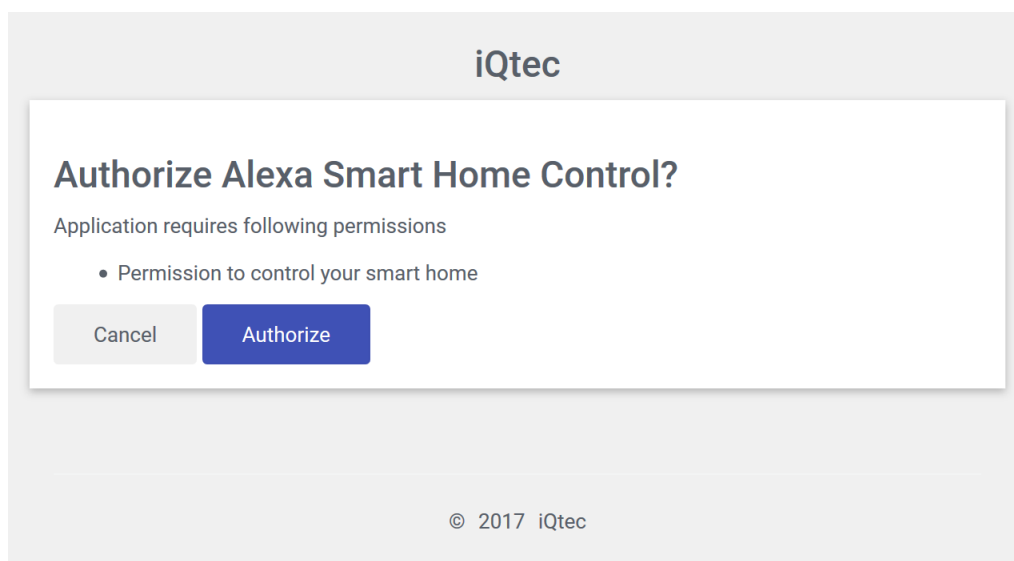 iQtec
Authorize Alexa Smart Home Control?
Application requires following permissions
Permission to control your smart home
Cancel Authorize
© 2017 iQtec